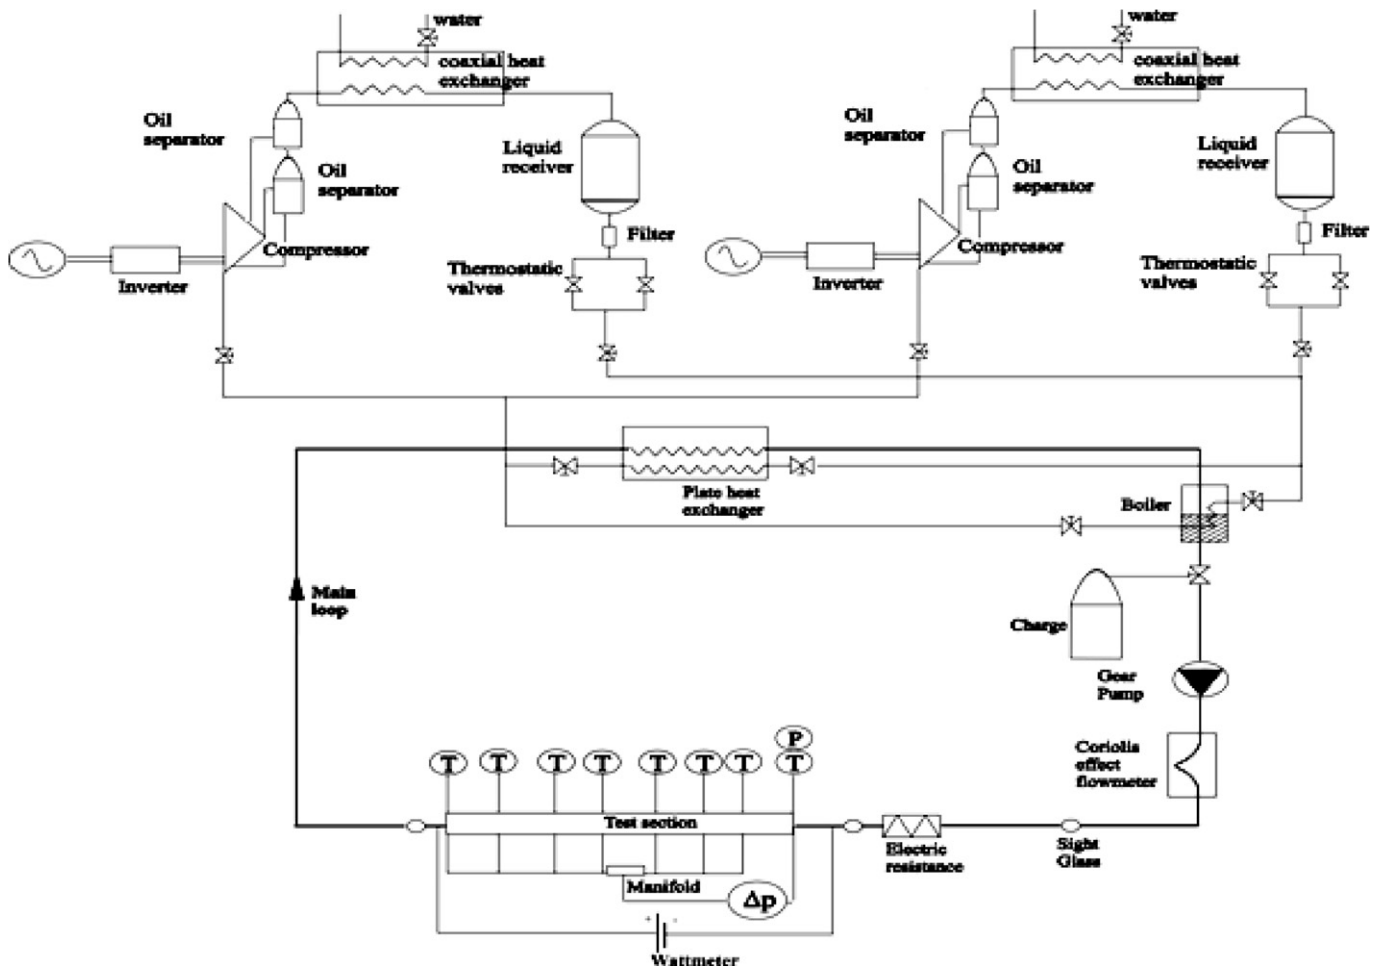 water
coaxial heat
exchanger
Oil
separator
Liquid
receiver
Oil
separator
Filter
Compressor
Inverter
Thermostatic
valves
water
coaxial heat
exchanger
Oil
separator
Liquid
receiver
Oil
separator
Filter
Compressor
Inverter
Thermostatic
valves
Plate heat
exchanger
Boiler
Main
loop
Charge
Gear
Pump
Coriolis
effect
flowmeter
P
T T T T T T T T
Test section
Electric
resistance
Sight
Glass
Manifold
Δp
+ -
Wattmeter